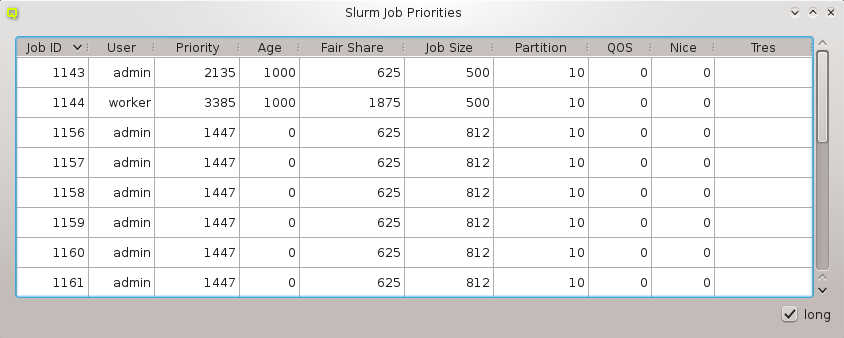 Slurm Job Priorities
Job ID User Priority Age Fair Share Job Size Partition QOS Nice Tres
1143 admin 2135 1000 625 500 10 0 0
1144 worker 3385 1000 1875 500 10 0 0
1156 admin 1447 0 625 812 10 0 0
1157 admin 1447 0 625 812 10 0 0
1158 admin 1447 0 625 812 10 0 0
1159 admin 1447 0 625 812 10 0 0
1160 admin 1447 0 625 812 10 0 0
1161 admin 1447 0 625 812 10 0 0
long